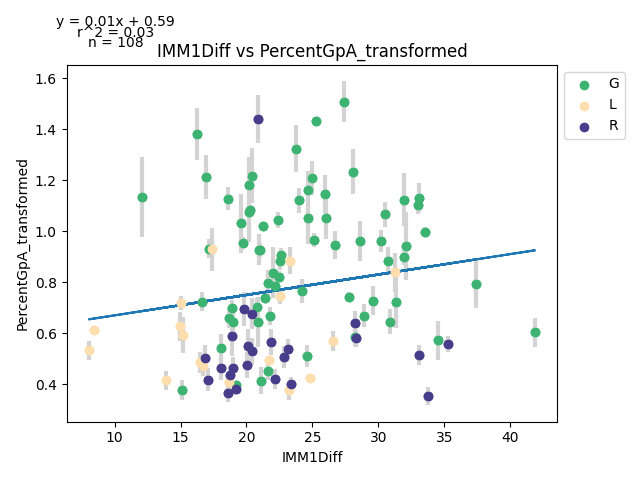 y = 0.01x + 0.59
r^2 = 0.03
n = 108
IMM1Diff vs PercentGpA_transformed
1.6
1.4
1.2
1.0
0.8
0.6
0.4
PercentGpA_transformed
10 15 20 25 30 35 40
IMM1Diff
G
L
R